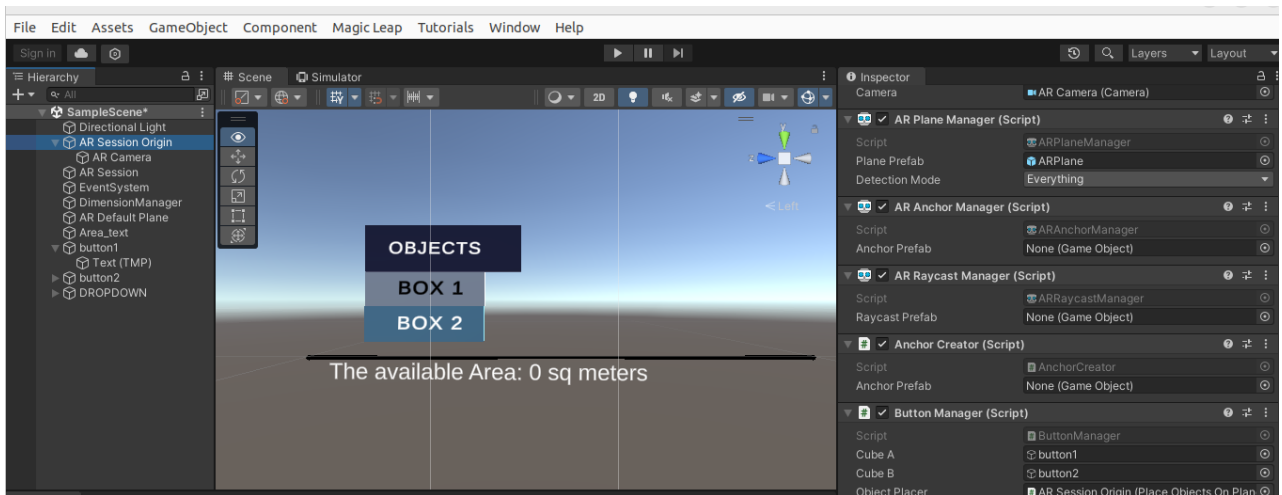 File Edit Assets GameObject Component Magic Leap Tutorials Window Help
Sign in Layers Layout
Hierarchy
All
SampleScene*
Directional Light
AR Session Origin
AR Camera
AR Session
EventSystem
DimensionManager
AR Default Plane
Area_text
button1
Text (TMP)
button2
DROPDOWN
Scene Simulator
2D
y
z
Left
OBJECTS
BOX 1
BOX 2
The available Area: 0 sq meters
Inspector
Camera AR Camera (Camera)
AR Plane Manager (Script)
Script ARPlaneManager
Plane Prefab ARPlane
Detection Mode Everything
AR Anchor Manager (Script)
Script ARAnchorManager
Anchor Prefab None (Game Object)
AR Raycast Manager (Script)
Script ARRaycastManager
Raycast Prefab None (Game Object)
Anchor Creator (Script)
Script AnchorCreator
Anchor Prefab None (Game Object)
Button Manager (Script)
Script ButtonManager
Cube A button1
Cube B button2
Object Placer AR Session Origin (Place Objects On Plan